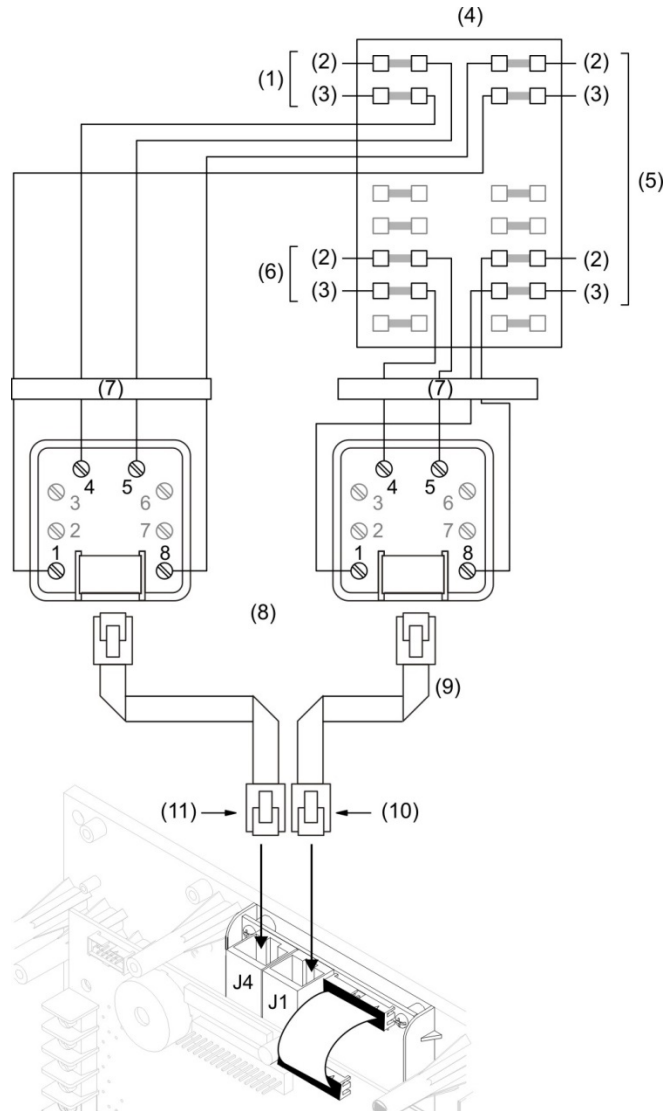 (4)
(1) (2) (2)
(3) (3)
(5)
(6) (2) (2)
(3) (3)
(7) (7)
4 5 4 5
3 6 3 6
2 7 2 7
1 8 1 8
(8)
(9)
(11) (10)
J4
J1